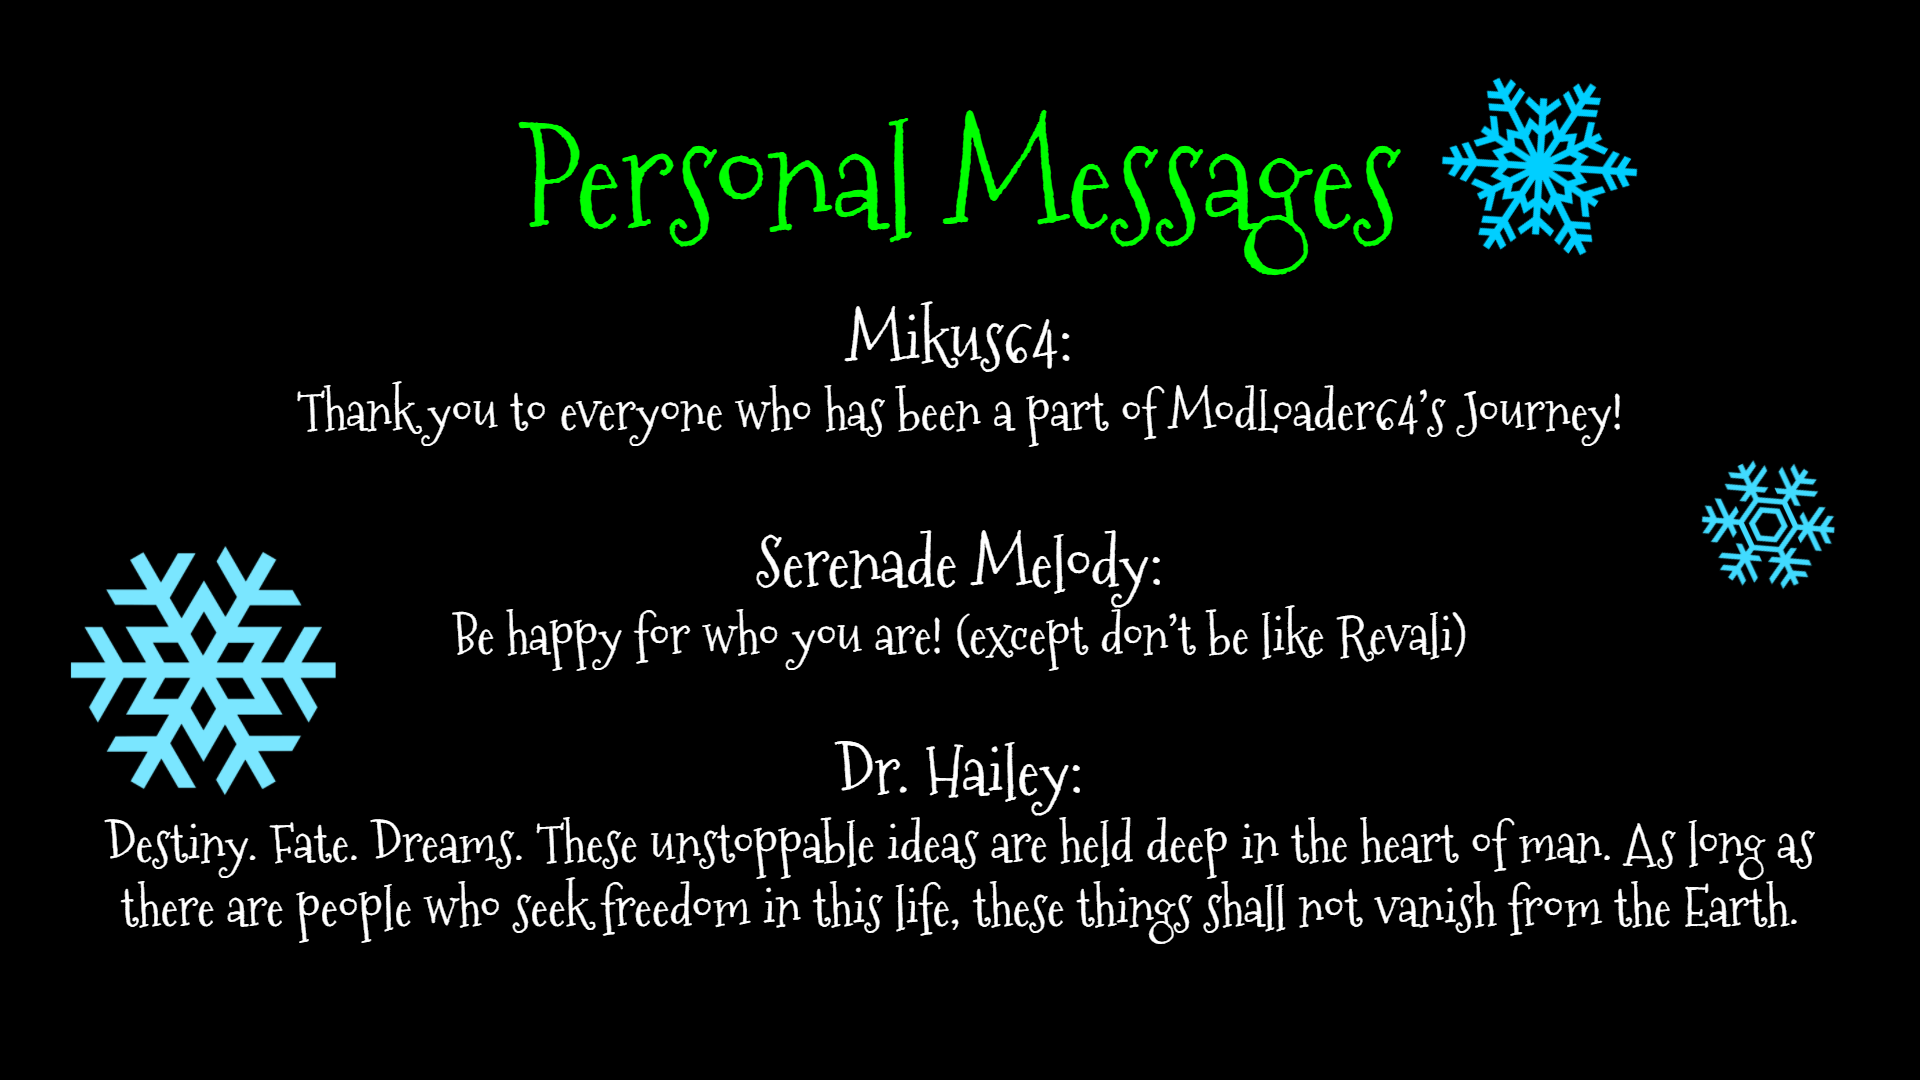 Personal Messages
Mikus64:
Thank you to everyone who has been a part of ModLoader64’s Journey!
Serenade Melody:
Be happy for who you are! (except don’t be like Revali)
Dr. Hailey:
Destiny. Fate. Dreams. These unstoppable ideas are held deep in the heart of man. As long as
there are people who seek freedom in this life, these things shall not vanish from the Earth.